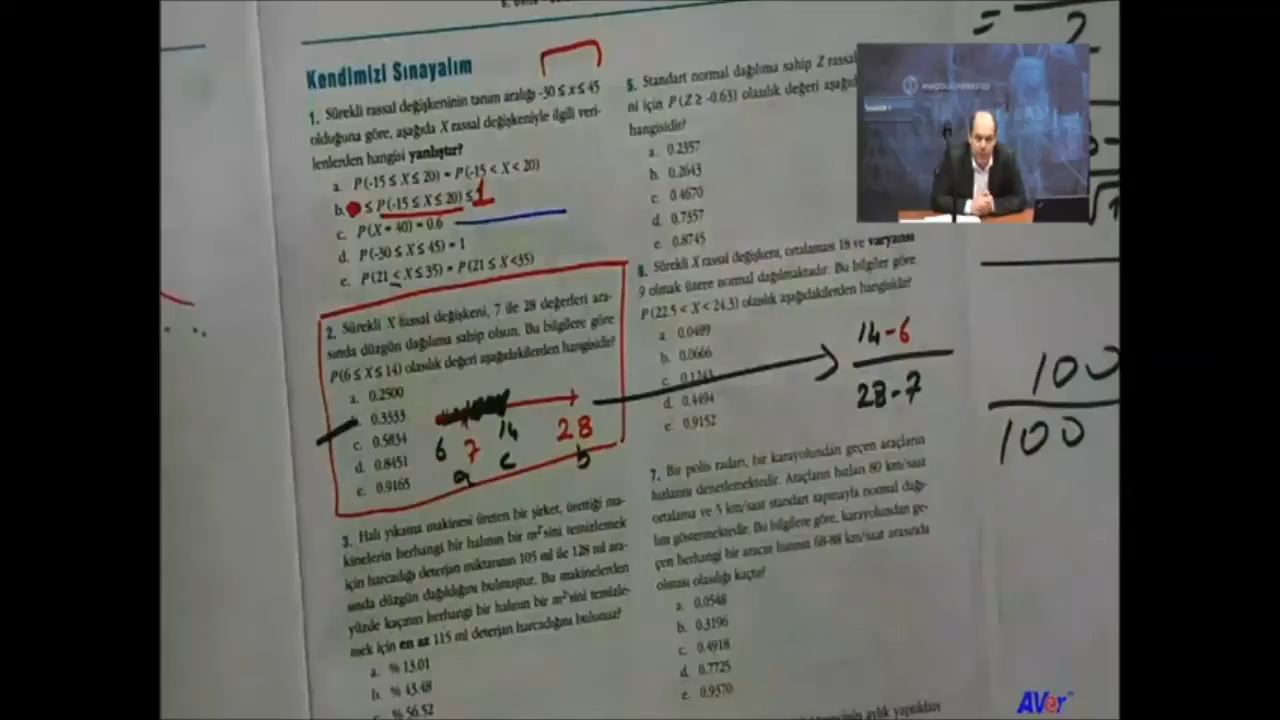 Kendimizi Sınayalım
1. Sürekli rassal değişkeninin tanım aralığı -30 ≤ x ≤ 45
olduğuna göre, aşağıda X rassal değişkeniyle ilgili veri-
lenlerden hangisi yanlıştır?
a. P(-15 ≤ X ≤ 20) = P(-15 < X < 20)
b. ≤ P(-15 ≤ X ≤ 20) ≤ 1
c. P(X = 40) = 0.6
d. P(-30 ≤ X ≤ 45) = 1
e. P(21 < X ≤ 35) = P(21 ≤ X <35)
2. Sürekli X rassal değişkeni, 7 ile 28 değerleri ara-
sında düzgün dağılıma sahip olsun. Bu bilgilere göre
P(6 ≤ X ≤ 14) olasılık değeri aşağıdakilerden hangisidir?
a. 0.2500
0.3333
c. 0.5834
d. 0.8451
e. 0.9165
6 7 14 28
a c b
3. Halı yıkama makinesi üreten bir şirket, ürettiği ma-
kinelerin herhangi bir halının bir m²sini temizlemek
için harcadığı deterjan miktarının 105 ml ile 128 ml ara-
sında düzgün dağıldığını bulmuştur. Bu makinelerden
yüzde kaçının herhangi bir halının bir m²sini temizle-
mek için en az 115 ml deterjan harcadığını bulunuz?
a. % 13.01
b. % 43.48
c. % 56.52
5. Standart normal dağılıma sahip Z rassal
ni için P(Z ≥ -0.63) olasılık değeri aşağıd
hangisidir?
a. 0.2357
b. 0.2643
c. 0.4670
d. 0.7357
e. 0.8745
6. Sürekli X rassal değişkeni, ortalaması 18 ve varyansı
9 olmak üzere normal dağılmaktadır. Bu bilgiler göre
P(22.5 < X < 24.3) olasılık aşağıdakilerden hangisidir?
a. 0.0489
b. 0.0666
c. 0.1243
d. 0.4494
e. 0.9152
7. Bir polis radarı, bir karayolundan geçen araçların
hızlarını denetlemektedir. Araçların hızları 80 km/saat
ortalama ve 5 km/saat standart sapmayla normal dağı-
lım göstermektedir. Bu bilgilere göre, karayolundan ge-
çen herhangi bir aracın hızının 68-88 km/saat arasında
olması olasılığı kaçtır?
a. 0.0548
b. 0.3196
c. 0.4918
d. 0.7725
e. 0.9370
14-6
28-7
= 2
100
100
ANADOLU ÜNİVERSİTESİ
AVer